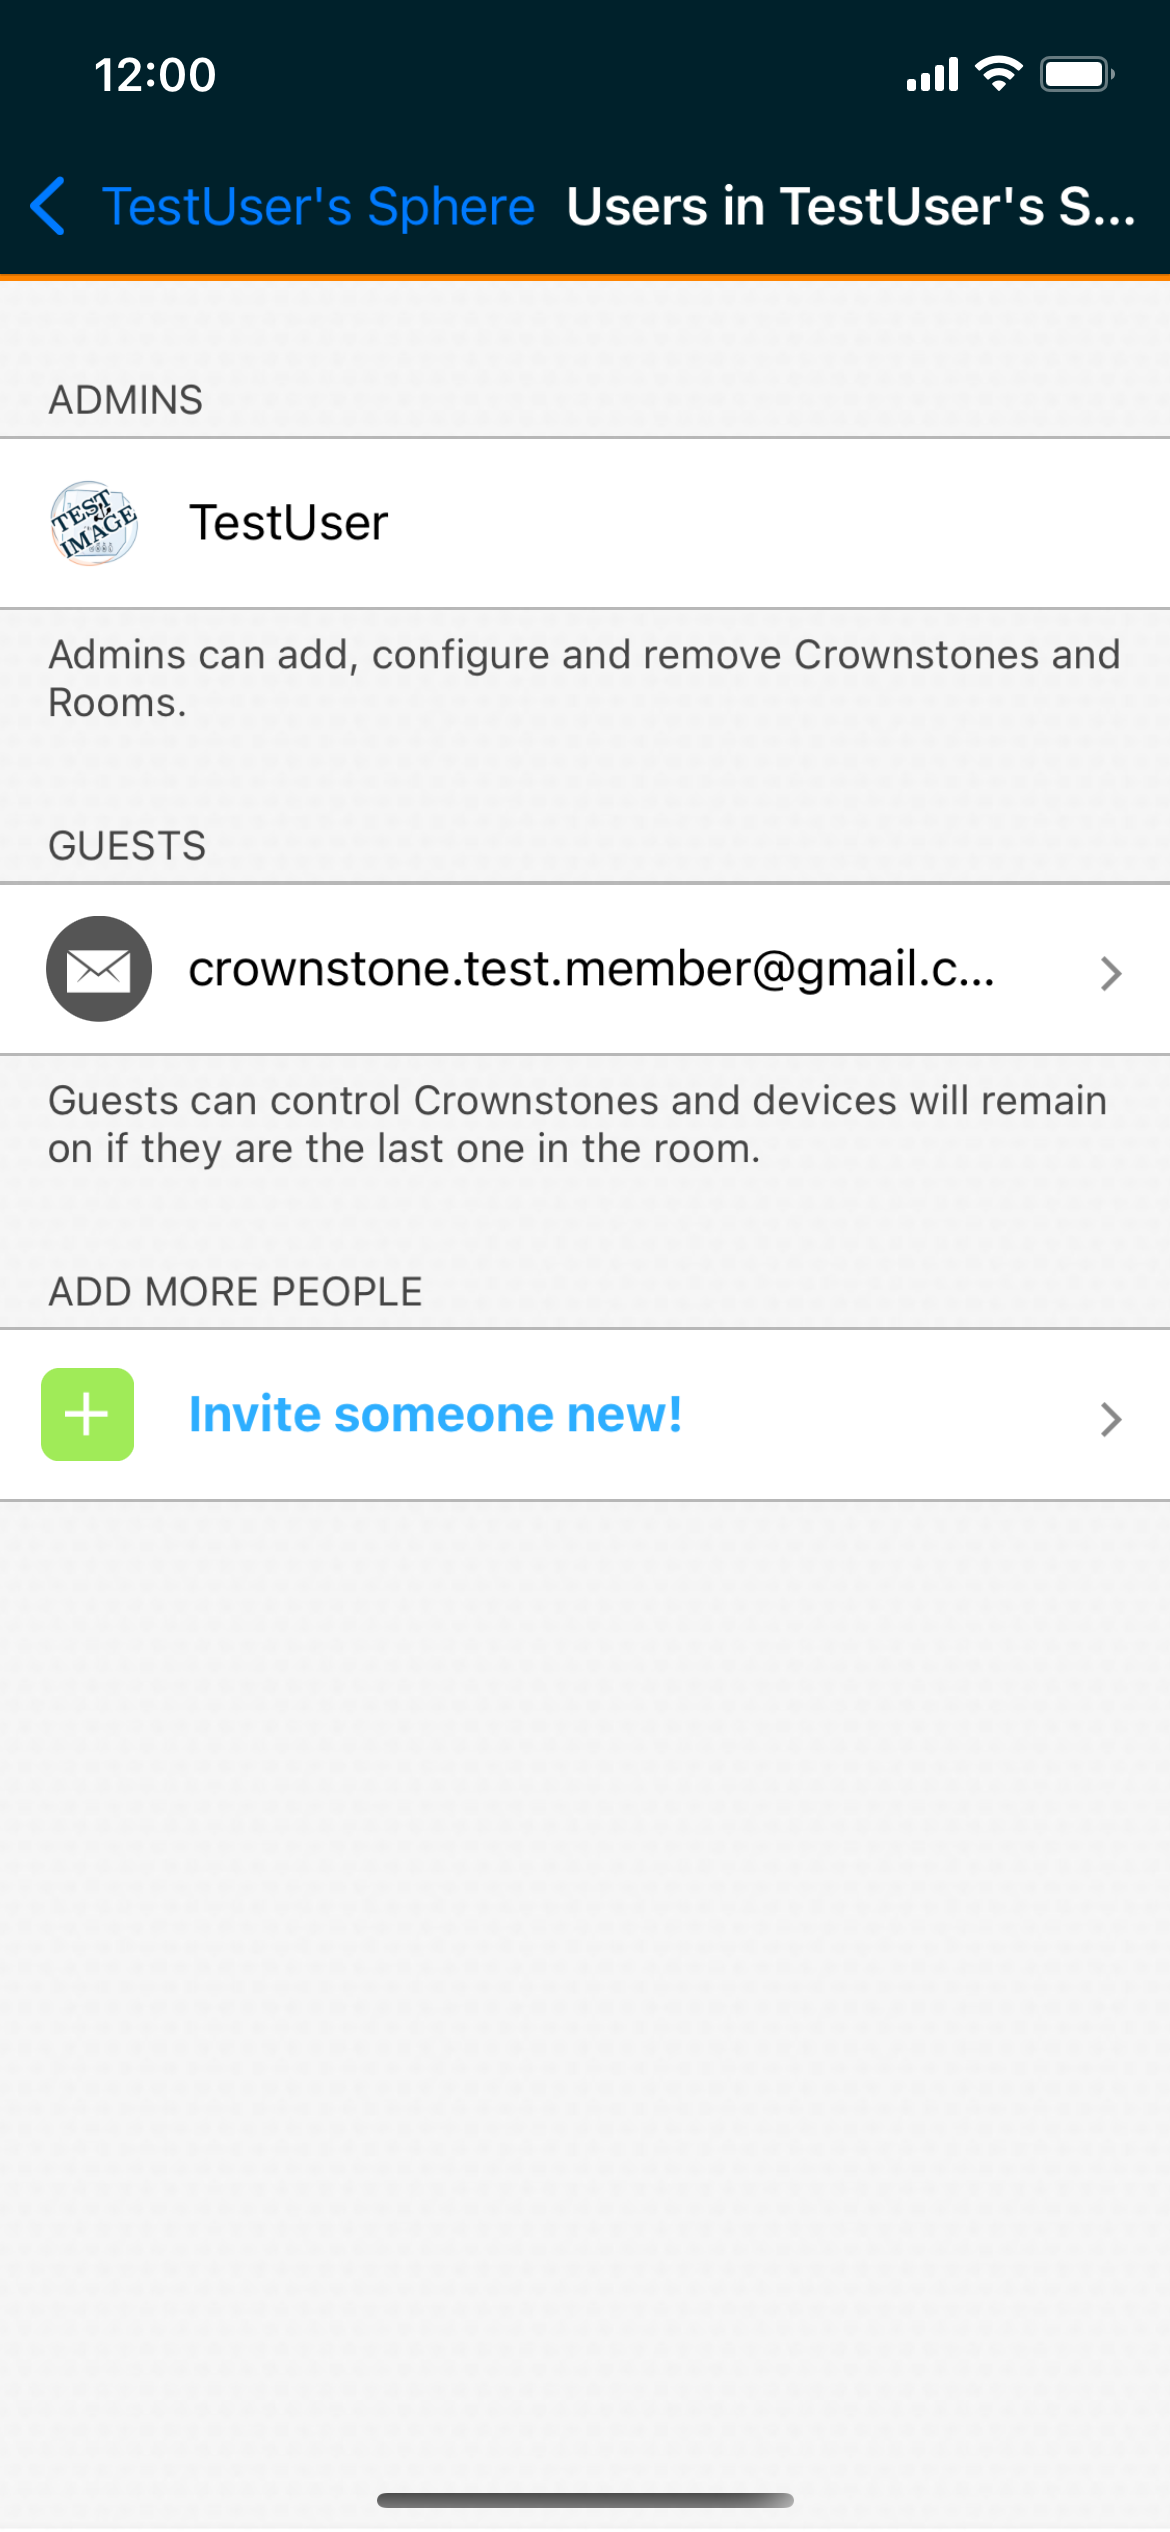 12:00
TestUser's Sphere Users in TestUser's S...
ADMINS
TEST
IMAGE
TestUser
Admins can add, configure and remove Crownstones and
Rooms.
GUESTS
crownstone.test.member@gmail.c...
Guests can control Crownstones and devices will remain
on if they are the last one in the room.
ADD MORE PEOPLE
Invite someone new!